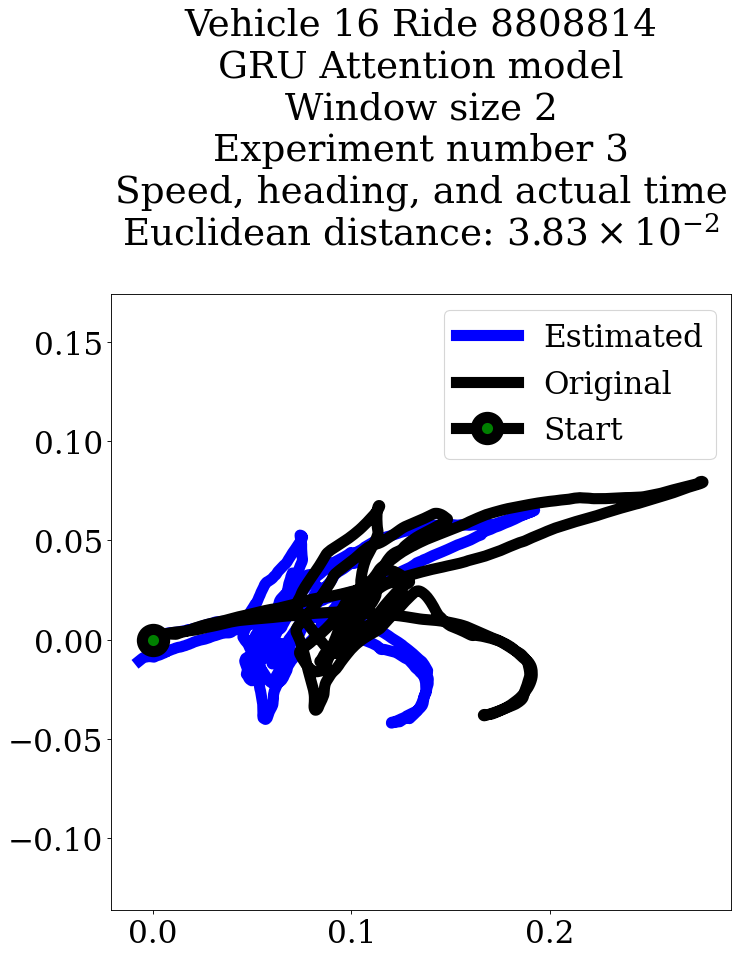 Vehicle 16 Ride 8808814
GRU Attention model
Window size 2
Experiment number 3
Speed, heading, and actual time
Euclidean distance: 3.83 × 10⁻²
Estimated
Original
Start
0.15
0.10
0.05
0.00
−0.05
−0.10
0.0 0.1 0.2